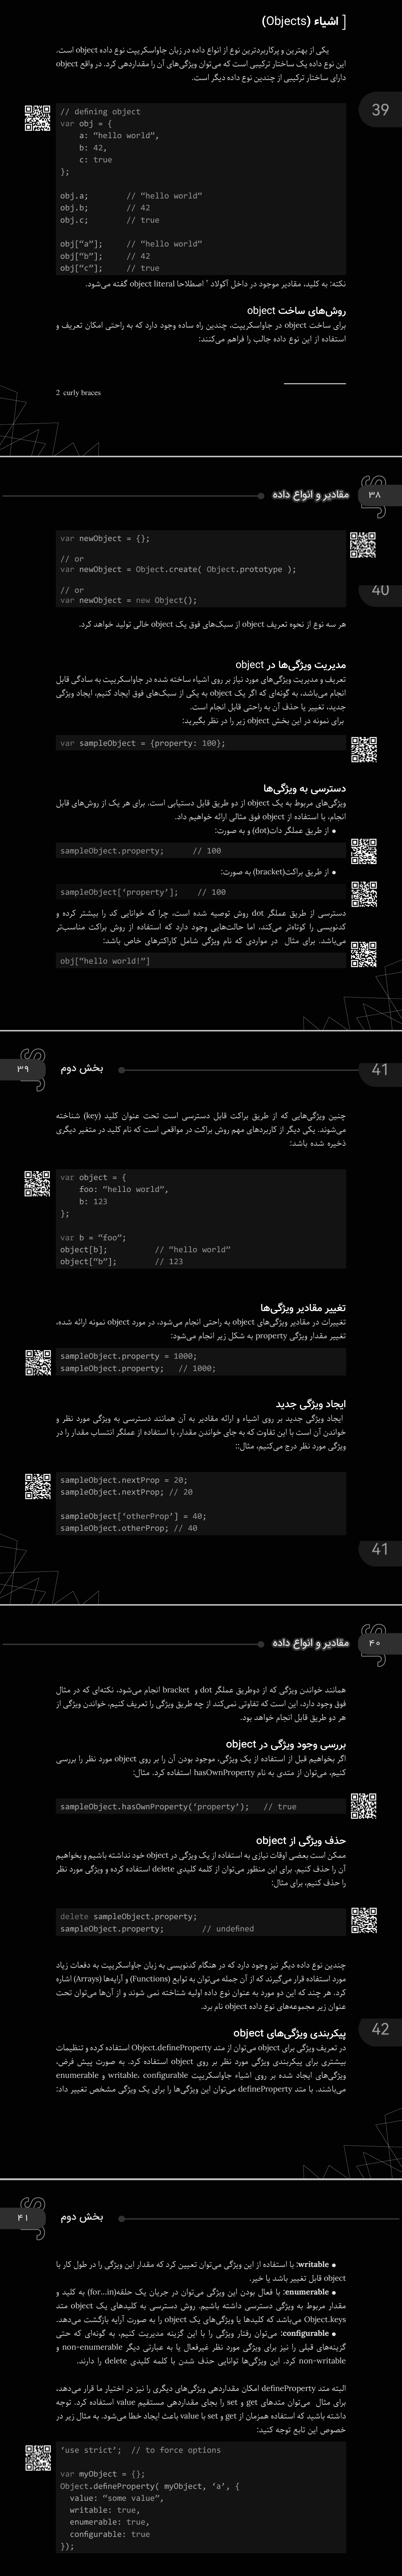 [ اشیاء (Objects)
یکی از بهترین و پرکاربردترین نوع از انواع داده در زبان جاواسکریپت نوع داده object است.
این نوع داده یک ساختار ترکیبی است که می‌توان ویژگی‌های آن را مقداردهی کرد. در واقع object
دارای ساختار ترکیبی از چندین نوع داده دیگر است.
39
// defining object
var obj = {
a: “hello world”,
b: 42,
c: true
};
obj.a; // “hello world”
obj.b; // 42
obj.c; // true
obj[“a”]; // “hello world”
obj[“b”]; // 42
obj[“c”]; // true
نکته: به کلید، مقادیر موجود در داخل آکولاد ² اصطلاحا object literal گفته می‌شود.
روش‌های ساخت object
برای ساخت object در جاواسکریپت، چندین راه ساده وجود دارد که به راحتی امکان تعریف و
استفاده از این نوع داده جالب را فراهم می‌کنند:
2 curly braces
مقادیر و انواع داده
۳۸
var newObject = {};
// or
var newObject = Object.create( Object.prototype );
// or
var newObject = new Object();
40
هر سه نوع از نحوه تعریف object از سبک‌های فوق یک object خالی تولید خواهد کرد.
مدیریت ویژگی‌ها در object
تعریف و مدیریت ویژگی‌های مورد نیاز بر روی اشیاء ساخته شده در جاواسکریپت به سادگی قابل
انجام می‌باشد، به گونه‌ای که اگر یک object به یکی از سبک‌های فوق ایجاد کنیم، ایجاد ویژگی
جدید، تغییر یا حذف آن به راحتی قابل انجام است.
برای نمونه در این بخش object زیر را در نظر بگیرید:
var sampleObject = {property: 100};
دسترسی به ویژگی‌ها
ویژگی‌های مربوط به یک object از دو طریق قابل دستیابی است. برای هر یک از روش‌های قابل
انجام، با استفاده از object فوق مثالی ارائه خواهیم داد.
● از طریق عملگر دات(dot) و به صورت:
sampleObject.property; // 100
● از طریق براکت(bracket) به صورت:
sampleObject[‘property’]; // 100
دسترسی از طریق عملگر dot روش توصیه شده است، چرا که خوانایی کد را بیشتر کرده و
کدنویسی را کوتاه‌تر می‌کند، اما حالت‌هایی وجود دارد که استفاده از روش براکت مناسب‌تر
می‌باشد. برای مثال در مواردی که نام ویژگی شامل کاراکترهای خاص باشد:
obj[“hello world!”]
۳۹
بخش دوم
41
چنین ویژگی‌هایی که از طریق براکت قابل دسترسی است تحت عنوان کلید (key) شناخته
می‌شوند. یکی دیگر از کاربردهای مهم روش براکت در مواقعی است که نام کلید در متغیر دیگری
ذخیره شده باشد:
var object = {
foo: “hello world”,
b: 123
};
var b = “foo”;
object[b]; // “hello world”
object[“b”]; // 123
تغییر مقادیر ویژگی‌ها
تغییرات در مقادیر ویژگی‌های object به راحتی انجام می‌شود، در مورد object نمونه ارائه شده،
تغییر مقدار ویژگی property به شکل زیر انجام می‌شود:
sampleObject.property = 1000;
sampleObject.property; // 1000;
ایجاد ویژگی جدید
ایجاد ویژگی جدید بر روی اشیاء و ارائه مقادیر به آن همانند دسترسی به ویژگی مورد نظر و
خواندن آن است با این تفاوت که به جای خواندن مقدار، با استفاده از عملگر انتساب مقدار را در
ویژگی مورد نظر درج می‌کنیم، مثال::
sampleObject.nextProp = 20;
sampleObject.nextProp; // 20
sampleObject[‘otherProp’] = 40;
sampleObject.otherProp; // 40
41
مقادیر و انواع داده
۴۰
همانند خواندن ویژگی که از دوطریق عملگر dot و bracket انجام می‌شود، نکته‌ای که در مثال
فوق وجود دارد، این است که تفاوتی نمی‌کند از چه طریق ویژگی را تعریف کنیم، خواندن ویژگی از
هر دو طریق قابل انجام خواهد بود.
بررسی وجود ویژگی در object
اگر بخواهیم قبل از استفاده از یک ویژگی، موجود بودن آن را بر روی object مورد نظر را بررسی
کنیم، می‌توان از متدی به نام hasOwnProperty استفاده کرد. مثال:
sampleObject.hasOwnProperty(‘property’); // true
حذف ویژگی از object
ممکن است بعضی اوقات نیازی به استفاده از یک ویژگی در object خود نداشته باشیم و بخواهیم
آن را حذف کنیم. برای این منظور می‌توان از کلمه کلیدی delete استفاده کرده و ویژگی مورد نظر
را حذف کنیم، برای مثال:
delete sampleObject.property;
sampleObject.property; // undefined
چندین نوع داده دیگر نیز وجود دارد که در هنگام کدنویسی به زبان جاواسکریپت به دفعات زیاد
مورد استفاده قرار می‌گیرند که از آن جمله می‌توان به توابع (Functions) و آرایه‌ها (Arrays) اشاره
کرد. هر چند که این دو مورد به عنوان نوع داده اولیه شناخته نمی شوند و از آن‌ها می‌توان تحت
عنوان زیر مجموعه‌های نوع داده object نام برد.
پیکربندی ویژگی‌های object
42
در تعریف ویژگی برای object می‌توان از متد Object.defineProperty استفاده کرده و تنظیمات
بیشتری برای پیکربندی ویژگی مورد نظر بر روی object استفاده کرد. به صورت پیش فرض،
ویژگی‌های ایجاد شده بر روی اشیاء جاواسکریپت writable، configurable و enumerable
می‌باشند. با متد defineProperty می‌توان این ویژگی‌ها را برای یک ویژگی مشخص تغییر داد:
۴۱
بخش دوم
● writable: با استفاده از این ویژگی می‌توان تعیین کرد که مقدار این ویژگی را در طول کار با
object قابل تغییر باشد یا خیر.
● enumerable: با فعال بودن این ویژگی می‌توان در جریان یک حلقه(for...in) به کلید و
مقدار مربوط به ویژگی دسترسی داشته باشیم. روش دسترسی به کلیدهای یک object متد
Object.keys می‌باشد که کلیدها یا ویژگی‌های یک object را به صورت آرایه بازگشت می‌دهد.
● configurable: می‌توان رفتار ویژگی را با این گزینه مدیریت کنیم، به گونه‌ای که حتی
گزینه‌های قبلی را نیز برای ویژگی مورد نظر غیرفعال یا به عبارتی دیگر non-enumerable و
non-writable کرد. این ویژگی‌ها توانایی حذف شدن با کلمه کلیدی delete را دارند.
البته متد defineProperty امکان مقداردهی ویژگی‌های دیگری را نیز در اختیار ما قرار می‌دهد،
برای مثال می‌توان متدهای get و set را بجای مقداردهی مستقیم value استفاده کرد. توجه
داشته باشید که استفاده همزمان از get و set با value باعث ایجاد خطا می‌شود. به مثال زیر در
خصوص این تابع توجه کنید:
‘use strict’; // to force options
var myObject = {};
Object.defineProperty( myObject, ‘a’, {
value: “some value”,
writable: true,
enumerable: true,
configurable: true
});